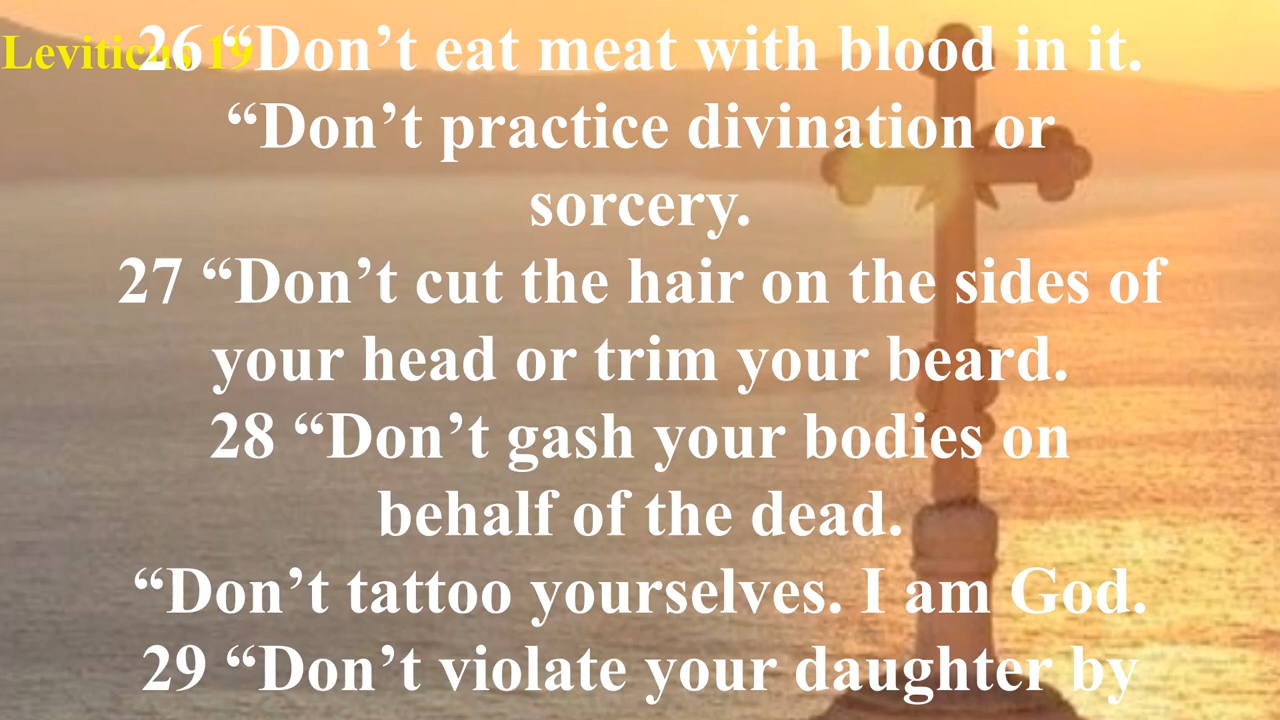 Leviticus 19
26 “Don’t eat meat with blood in it.
“Don’t practice divination or
sorcery.
27 “Don’t cut the hair on the sides of
your head or trim your beard.
28 “Don’t gash your bodies on
behalf of the dead.
“Don’t tattoo yourselves. I am God.
29 “Don’t violate your daughter by